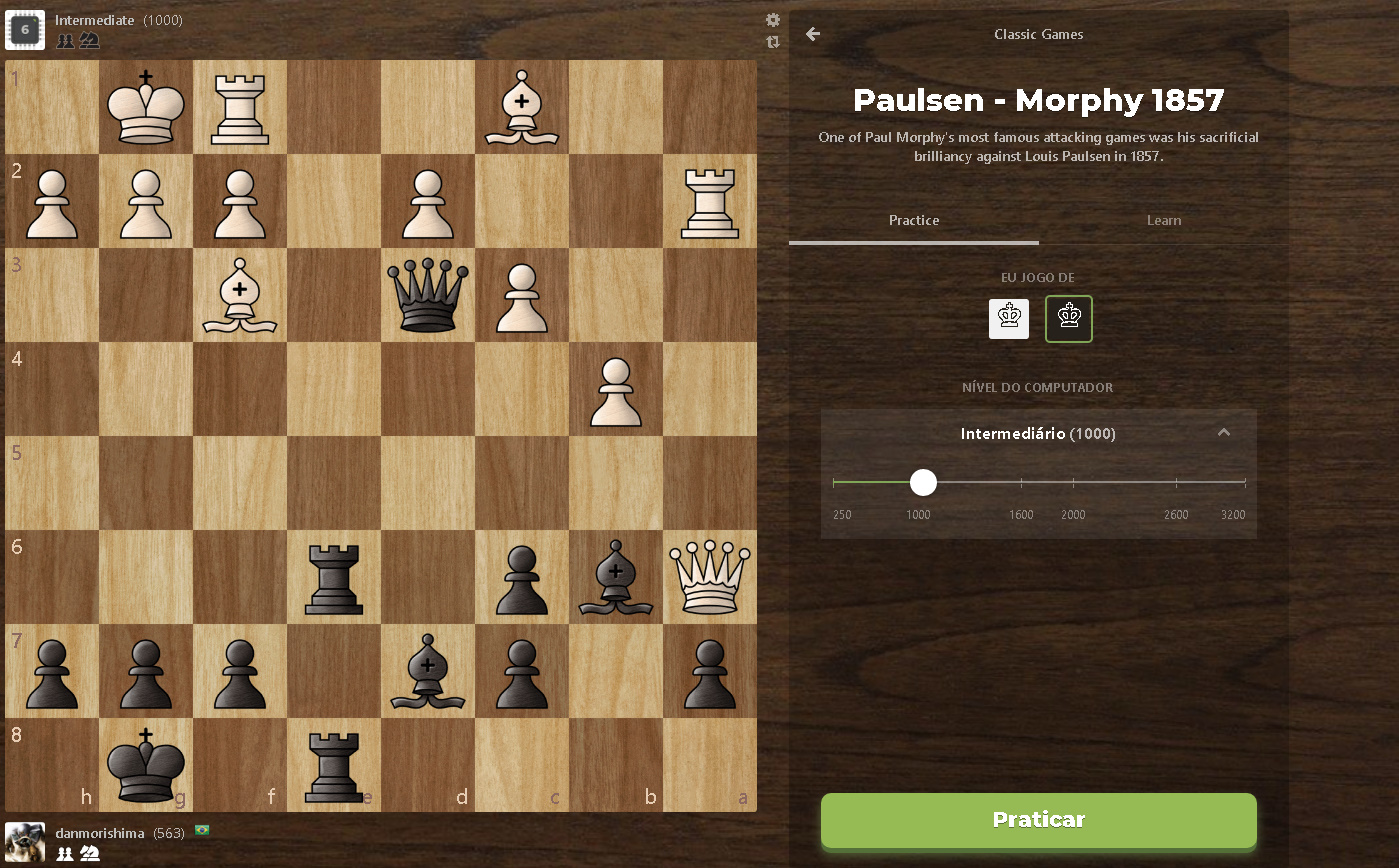 6
Intermediate (1000)
1
2
3
4
5
6
7
8
h g f e d c b a
danmorishima (563)
Classic Games
Paulsen - Morphy 1857
One of Paul Morphy's most famous attacking games was his sacrificial
brilliancy against Louis Paulsen in 1857.
Practice Learn
EU JOGO DE
NÍVEL DO COMPUTADOR
Intermediário (1000)
250 1000 1600 2000 2600 3200
Praticar